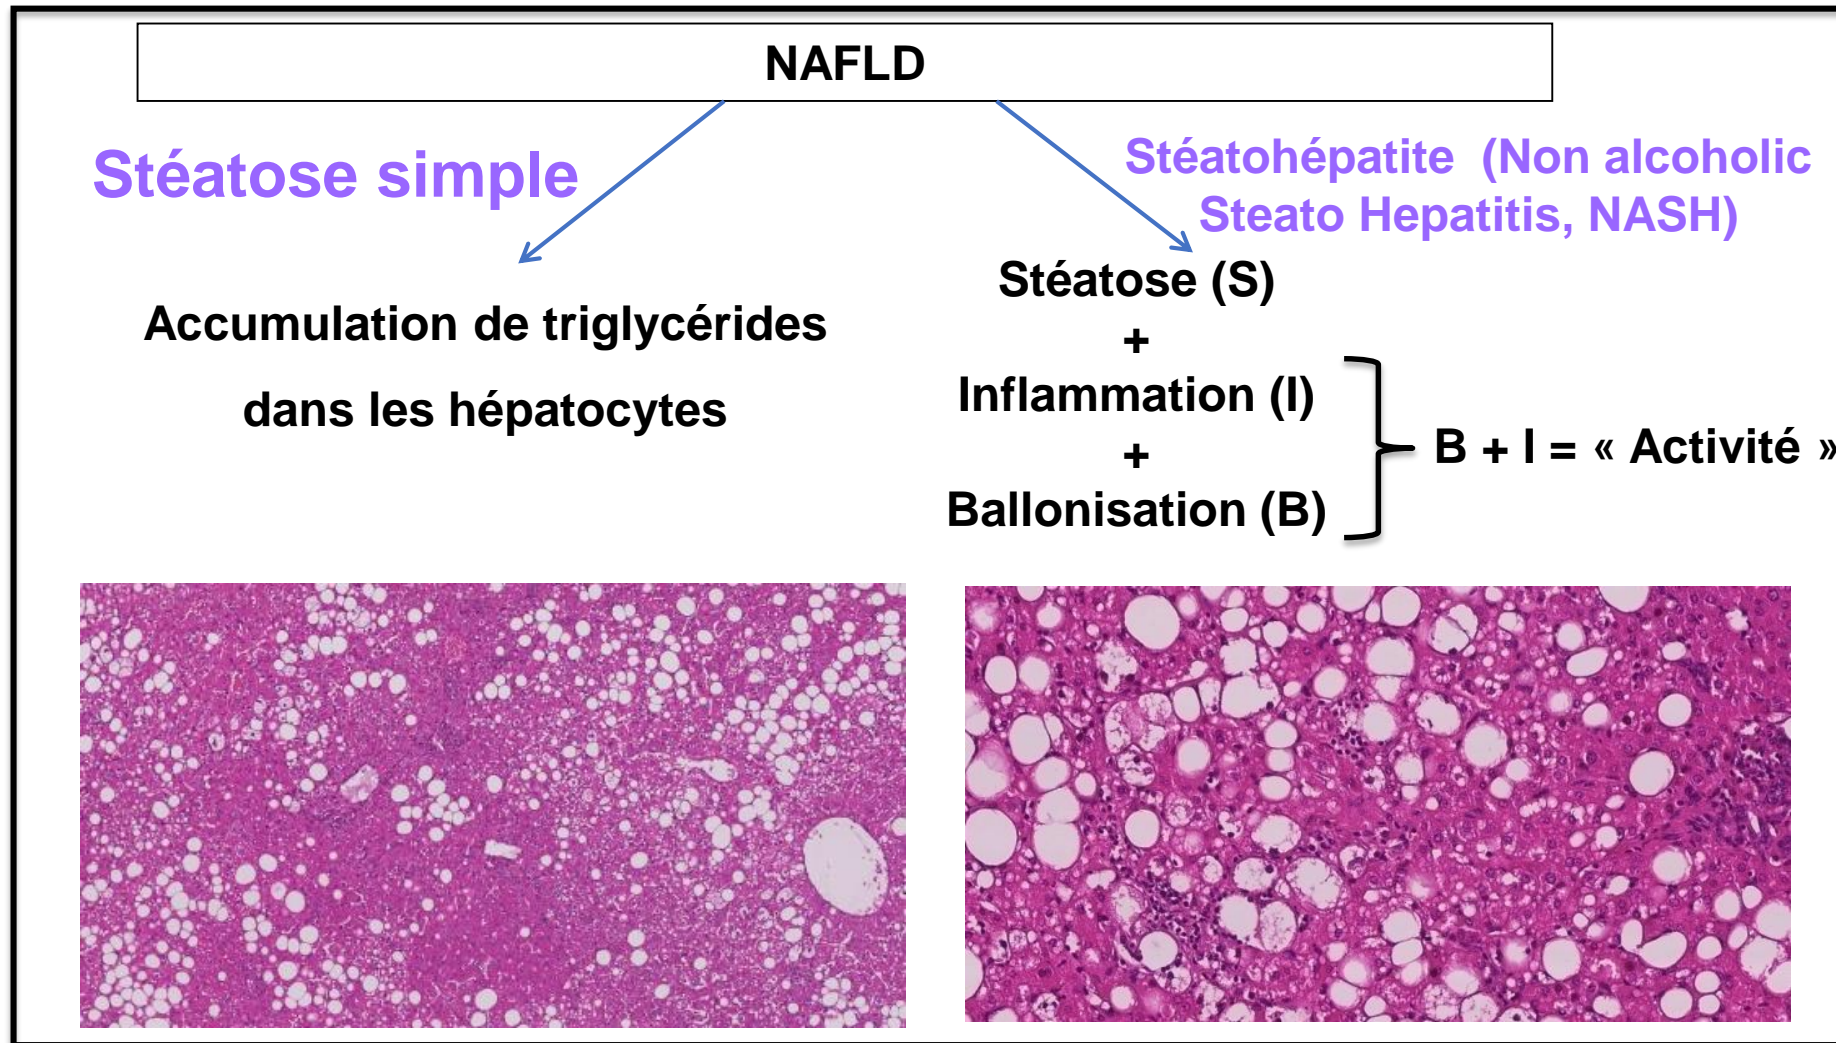 NAFLD
Stéatose simple
Accumulation de triglycérides
dans les hépatocytes
Stéatohépatite (Non alcoholic
Steato Hepatitis, NASH)
Stéatose (S)
+
Inflammation (I)
+
Ballonisation (B)
B + I = « Activité »